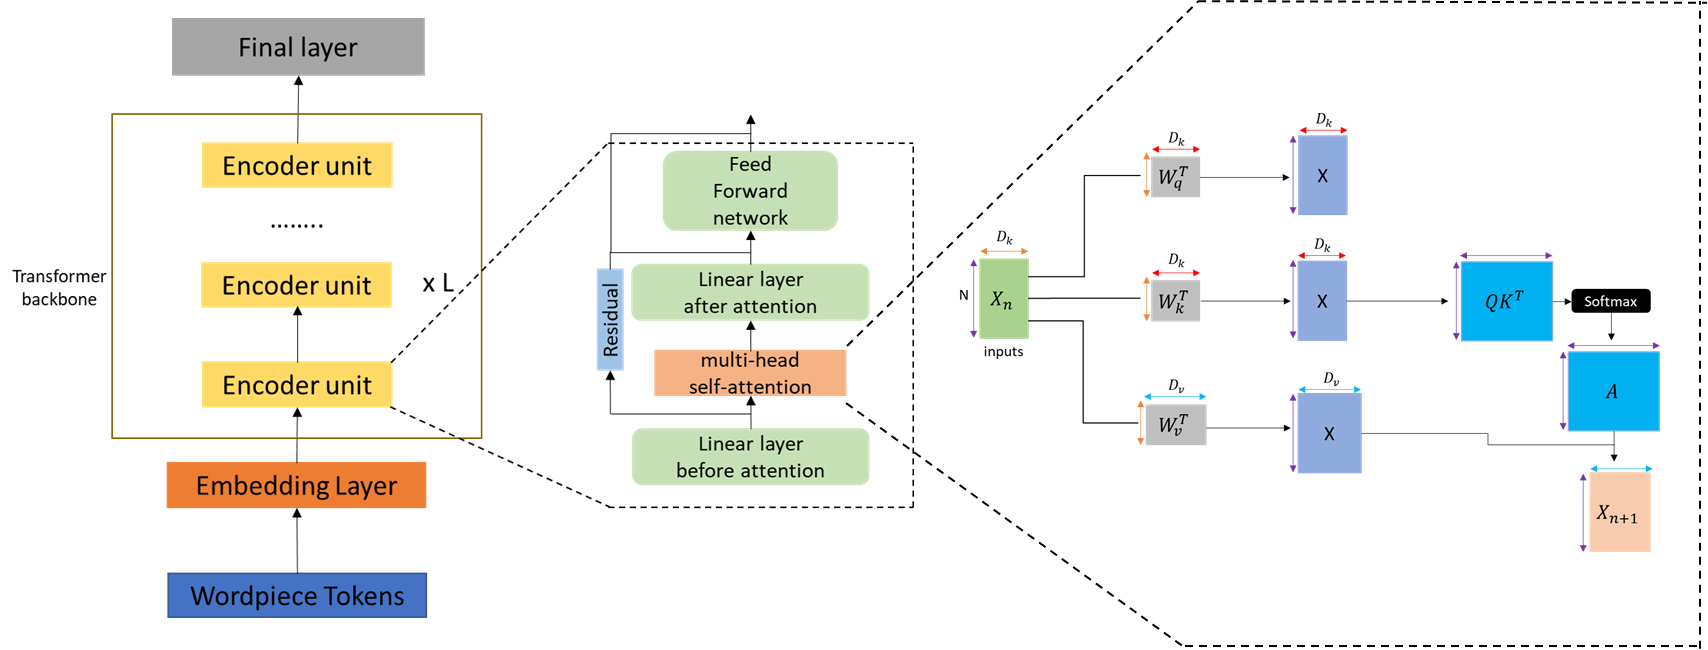 Final layer
Encoder unit
........
Encoder unit
x L
Transformer
backbone
Encoder unit
Embedding Layer
Wordpiece Tokens
Feed
Forward
network
Linear layer
after attention
Residual
multi-head
self-attention
Linear layer
before attention
D_k
N
X_n
inputs
D_k
W_q^T
D_k
X
D_k
W_k^T
D_k
X
D_v
W_v^T
D_v
X
QK^T
Softmax
A
X_{n+1}